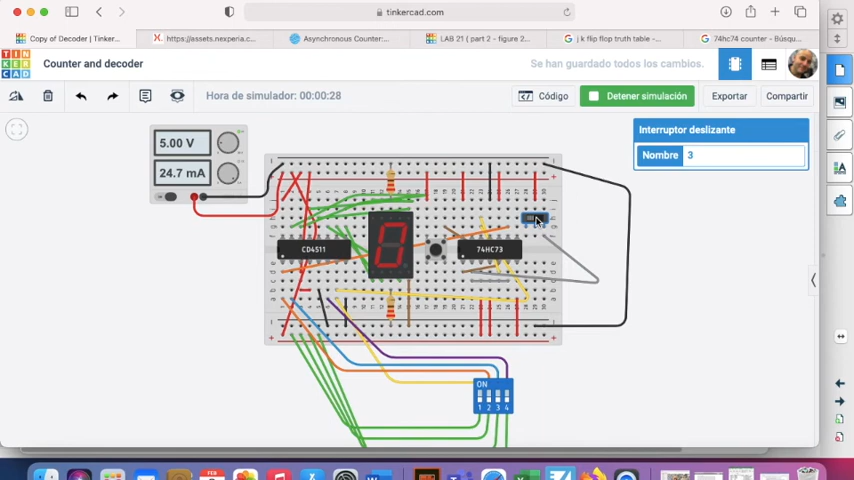 tinkercad.com
Copy of Decoder | Tinker...
https://assets.nexperia.c...
Asynchronous Counter:...
LAB 21 ( part 2 - figure 2...
j k flip flop truth table -...
74hc74 counter - Búsqu...
TIN
KER
CAD
Counter and decoder
Se han guardado todos los cambios.
Hora de simulador: 00:00:28
Código
Detener simulación
Exportar
Compartir
Interruptor deslizante
Nombre 3
5.00 V
24.7 mA
CD4511
74HC73
ON
1 2 3 4